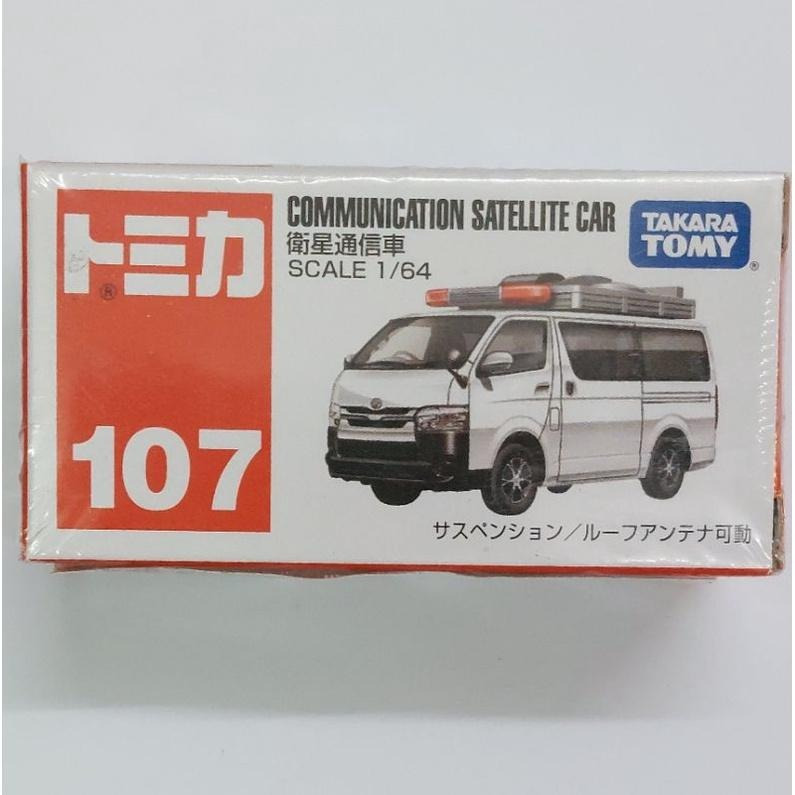 トミカ
®
107
COMMUNICATION SATELLITE CAR
衛星通信車
SCALE 1/64
TAKARA
TOMY
®
サスペンション/ルーフアンテナ可動